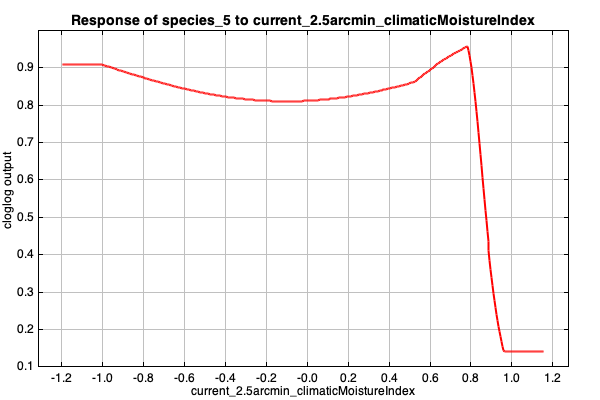 Response of species_5 to current_2.5arcmin_climaticMoistureIndex
cloglog output
0.9
0.8
0.7
0.6
0.5
0.4
0.3
0.2
0.1
-1.2 -1.0 -0.8 -0.6 -0.4 -0.2 0.0 0.2 0.4 0.6 0.8 1.0 1.2
current_2.5arcmin_climaticMoistureIndex